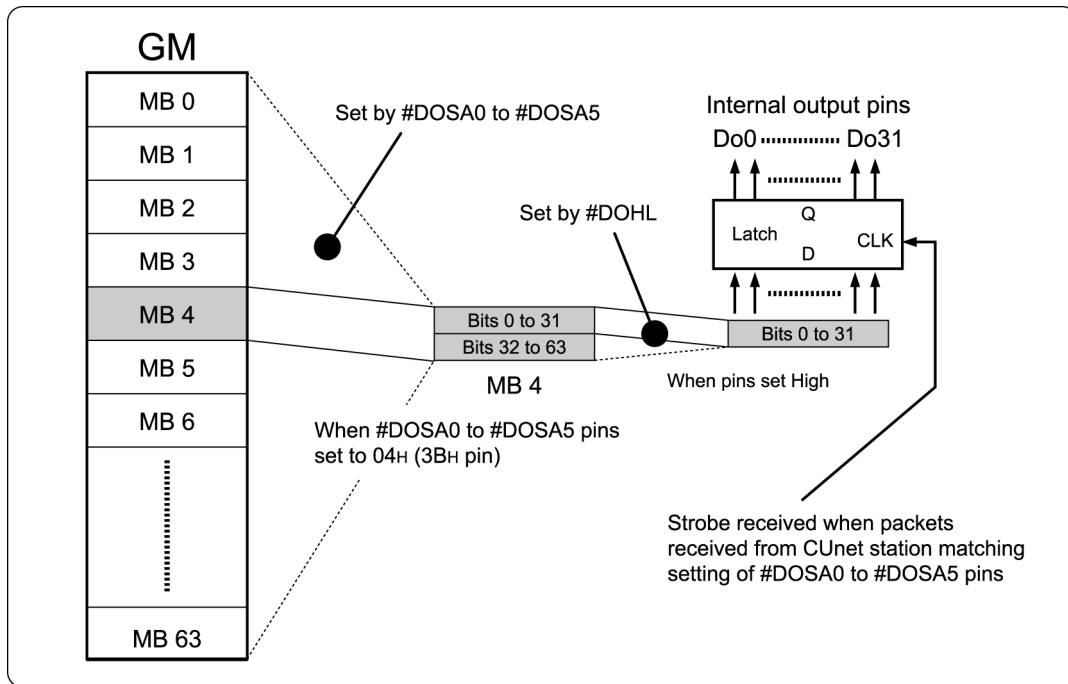 GM
MB 0
MB 1
MB 2
MB 3
MB 4
MB 5
MB 6
MB 63
Set by #DOSA0 to #DOSA5
Set by #DOHL
Bits 0 to 31
Bits 32 to 63
MB 4
When #DOSA0 to #DOSA5 pins
set to 04H (3BH pin)
Internal output pins
Do0 Do31
Q
Latch CLK
D
Bits 0 to 31
When pins set High
Strobe received when packets
received from CUnet station matching
setting of #DOSA0 to #DOSA5 pins